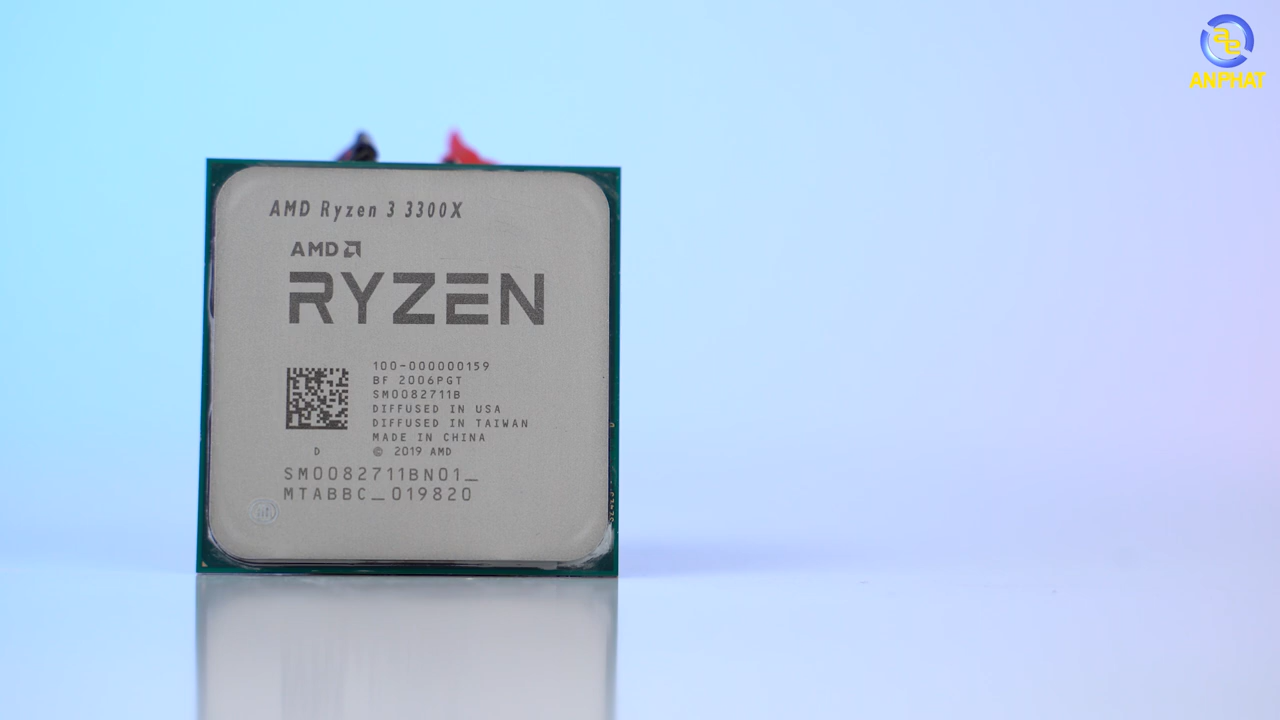 ae
ANPHAT
AMD Ryzen 3 3300X
AMD
RYZEN
100-000000159
BF 2006PGT
SM0082711B
DIFFUSED IN USA
DIFFUSED IN TAIWAN
MADE IN CHINA
D
© 2019 AMD
SM0082711BN01_
MTABBC_019820